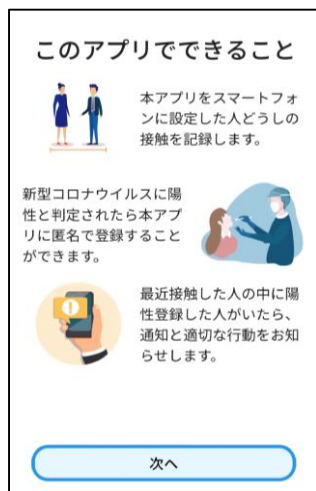 このアプリでできること
本アプリをスマートフォ
ンに設定した人どうしの
接触を記録します。
新型コロナウイルスに陽
性と判定されたら本アプ
リに匿名で登録すること
ができます。
最近接触した人の中に陽
性登録した人がいたら、
通知と適切な行動をお知
らせします。
次へ